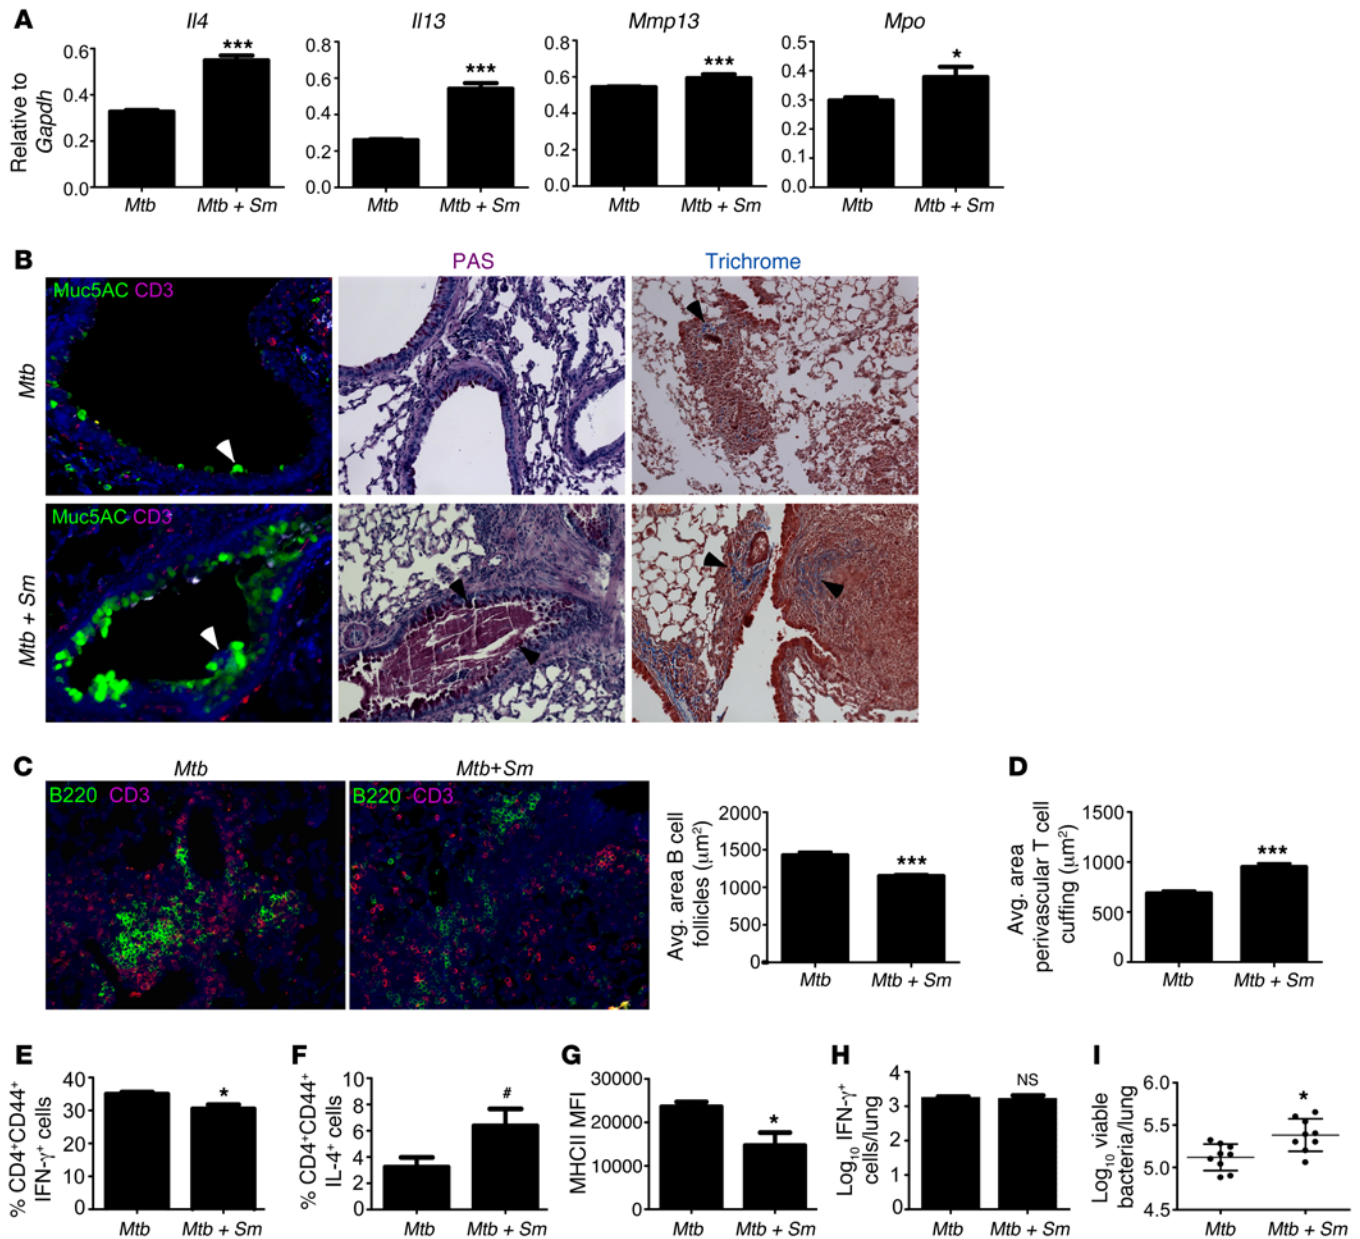 A
Il4
Il13
Mmp13
Mpo
Relative to
Gapdh
0.6
0.4
0.2
0.0
Mtb
Mtb + Sm
***
0.8
0.6
0.4
0.2
0.0
Mtb
Mtb + Sm
***
0.8
0.6
0.4
0.2
0.0
Mtb
Mtb + Sm
***
0.5
0.4
0.3
0.2
0.1
0.0
Mtb
Mtb + Sm
*
B
PAS
Trichrome
Mtb
Muc5AC CD3
Mtb + Sm
Muc5AC CD3
C
Mtb
Mtb+Sm
B220 CD3
B220 CD3
Avg. area B cell
follicles (μm²)
2000
1500
1000
500
0
***
Mtb
Mtb + Sm
D
Avg. area
perivascular T cell
cuffing (μm²)
1500
1000
500
0
***
Mtb
Mtb + Sm
E
% CD4⁺CD44⁺
IFN-γ⁺ cells
40
30
20
10
0
*
Mtb
Mtb + Sm
F
% CD4⁺CD44⁺
IL-4⁺ cells
10
8
6
4
2
0
#
Mtb
Mtb + Sm
G
MHCII MFI
30000
20000
10000
0
*
Mtb
Mtb + Sm
H
Log₁₀ IFN-γ⁺
cells/lung
4
3
2
1
0
NS
Mtb
Mtb + Sm
I
Log₁₀ viable
bacteria/lung
6.0
5.5
5.0
4.5
*
Mtb
Mtb + Sm